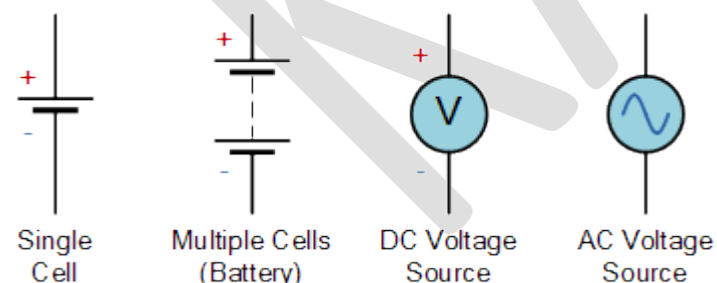 +
-
+
-
+
V
-
Single
Cell
Multiple Cells
(Battery)
DC Voltage
Source
AC Voltage
Source